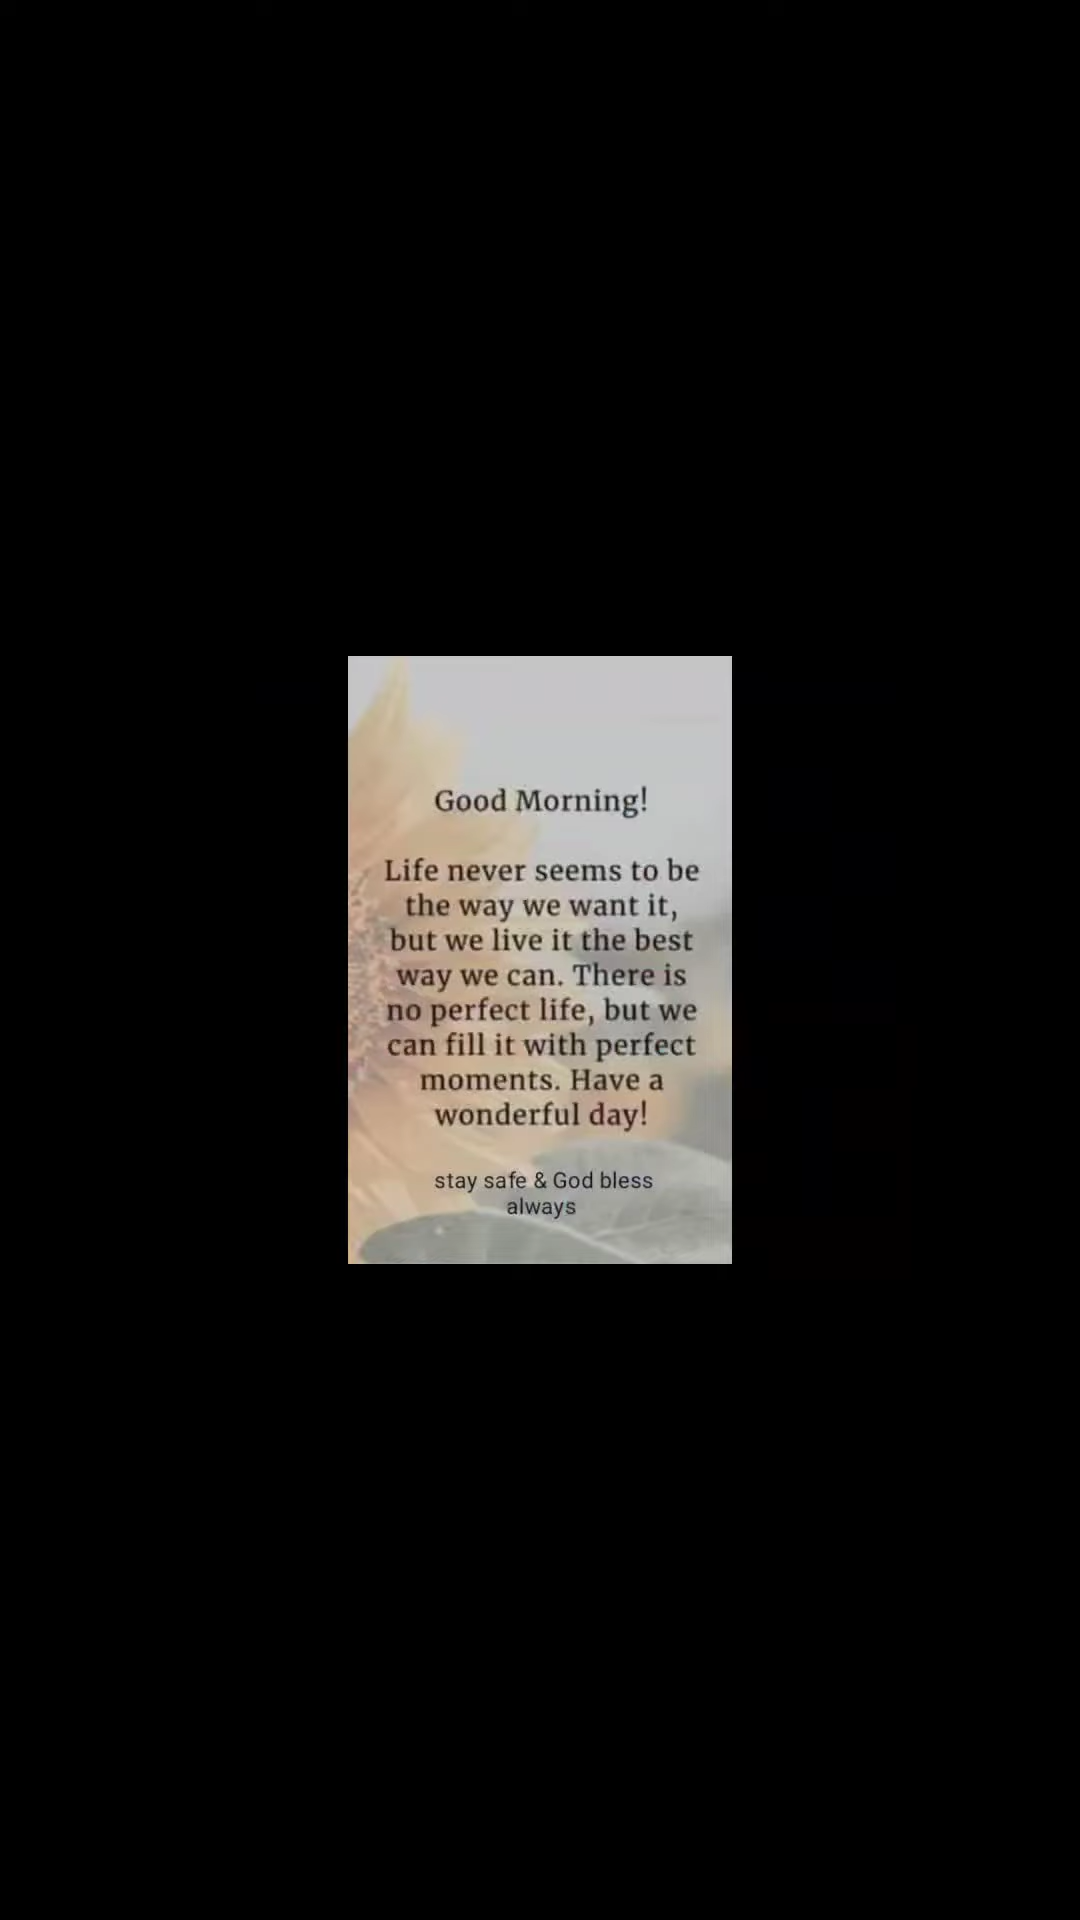 Good Morning!
Life never seems to be
the way we want it,
but we live it the best
way we can. There is
no perfect life, but we
can fill it with perfect
moments. Have a
wonderful day!
stay safe & God bless
always